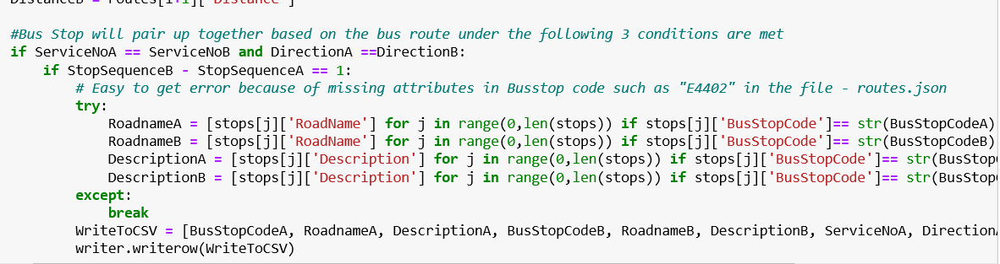 DistanceB = routes[i+1]['Distance']
#Bus Stop will pair up together based on the bus route under the following 3 conditions are met
if ServiceNoA == ServiceNoB and DirectionA ==DirectionB:
    if StopSequenceB - StopSequenceA == 1:
        # Easy to get error because of missing attributes in Busstop code such as "E4402" in the file - routes.json
        try:
            RoadnameA = [stops[j]['RoadName'] for j in range(0,len(stops)) if stops[j]['BusStopCode']== str(BusStopCodeA)
            RoadnameB = [stops[j]['RoadName'] for j in range(0,len(stops)) if stops[j]['BusStopCode']== str(BusStopCodeB)
            DescriptionA = [stops[j]['Description'] for j in range(0,len(stops)) if stops[j]['BusStopCode']== str(BusStop
            DescriptionB = [stops[j]['Description'] for j in range(0,len(stops)) if stops[j]['BusStopCode']== str(BusStop
        except:
            break
        WriteToCSV = [BusStopCodeA, RoadnameA, DescriptionA, BusStopCodeB, RoadnameB, DescriptionB, ServiceNoA, DirectionA
        writer.writerow(WriteToCSV)